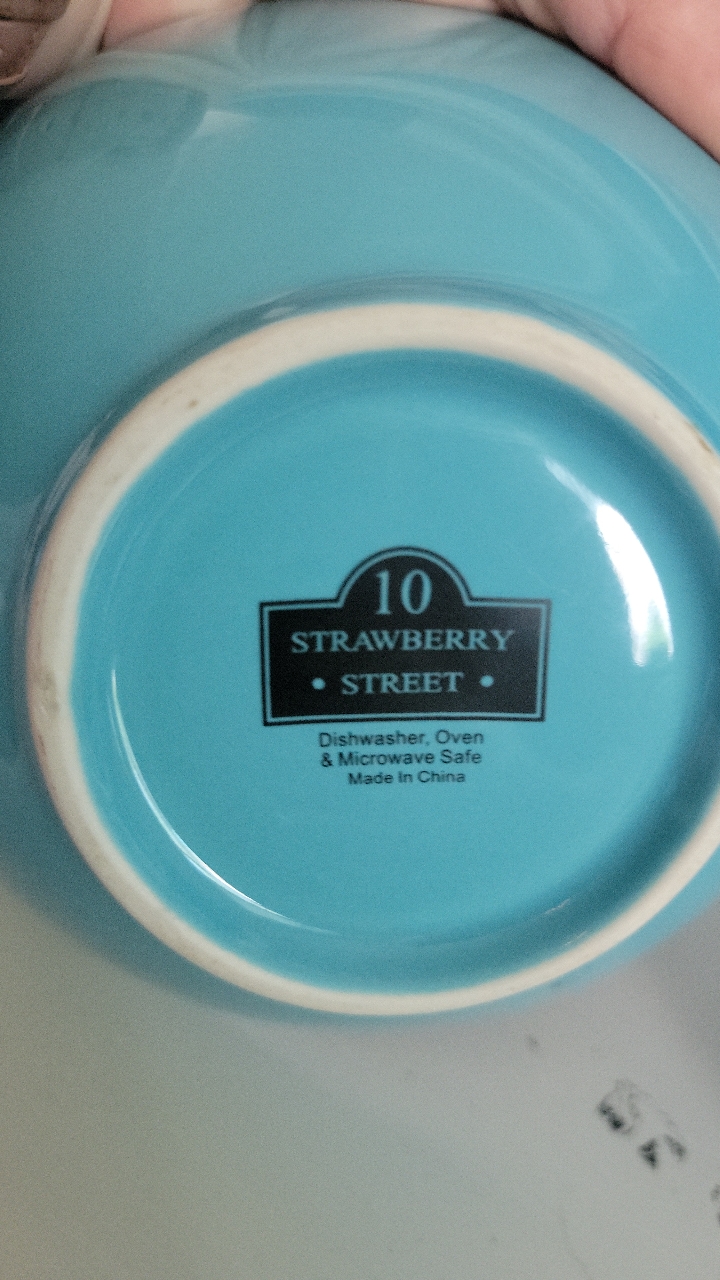 10
STRAWBERRY
• STREET •
Dishwasher, Oven
& Microwave Safe
Made In China